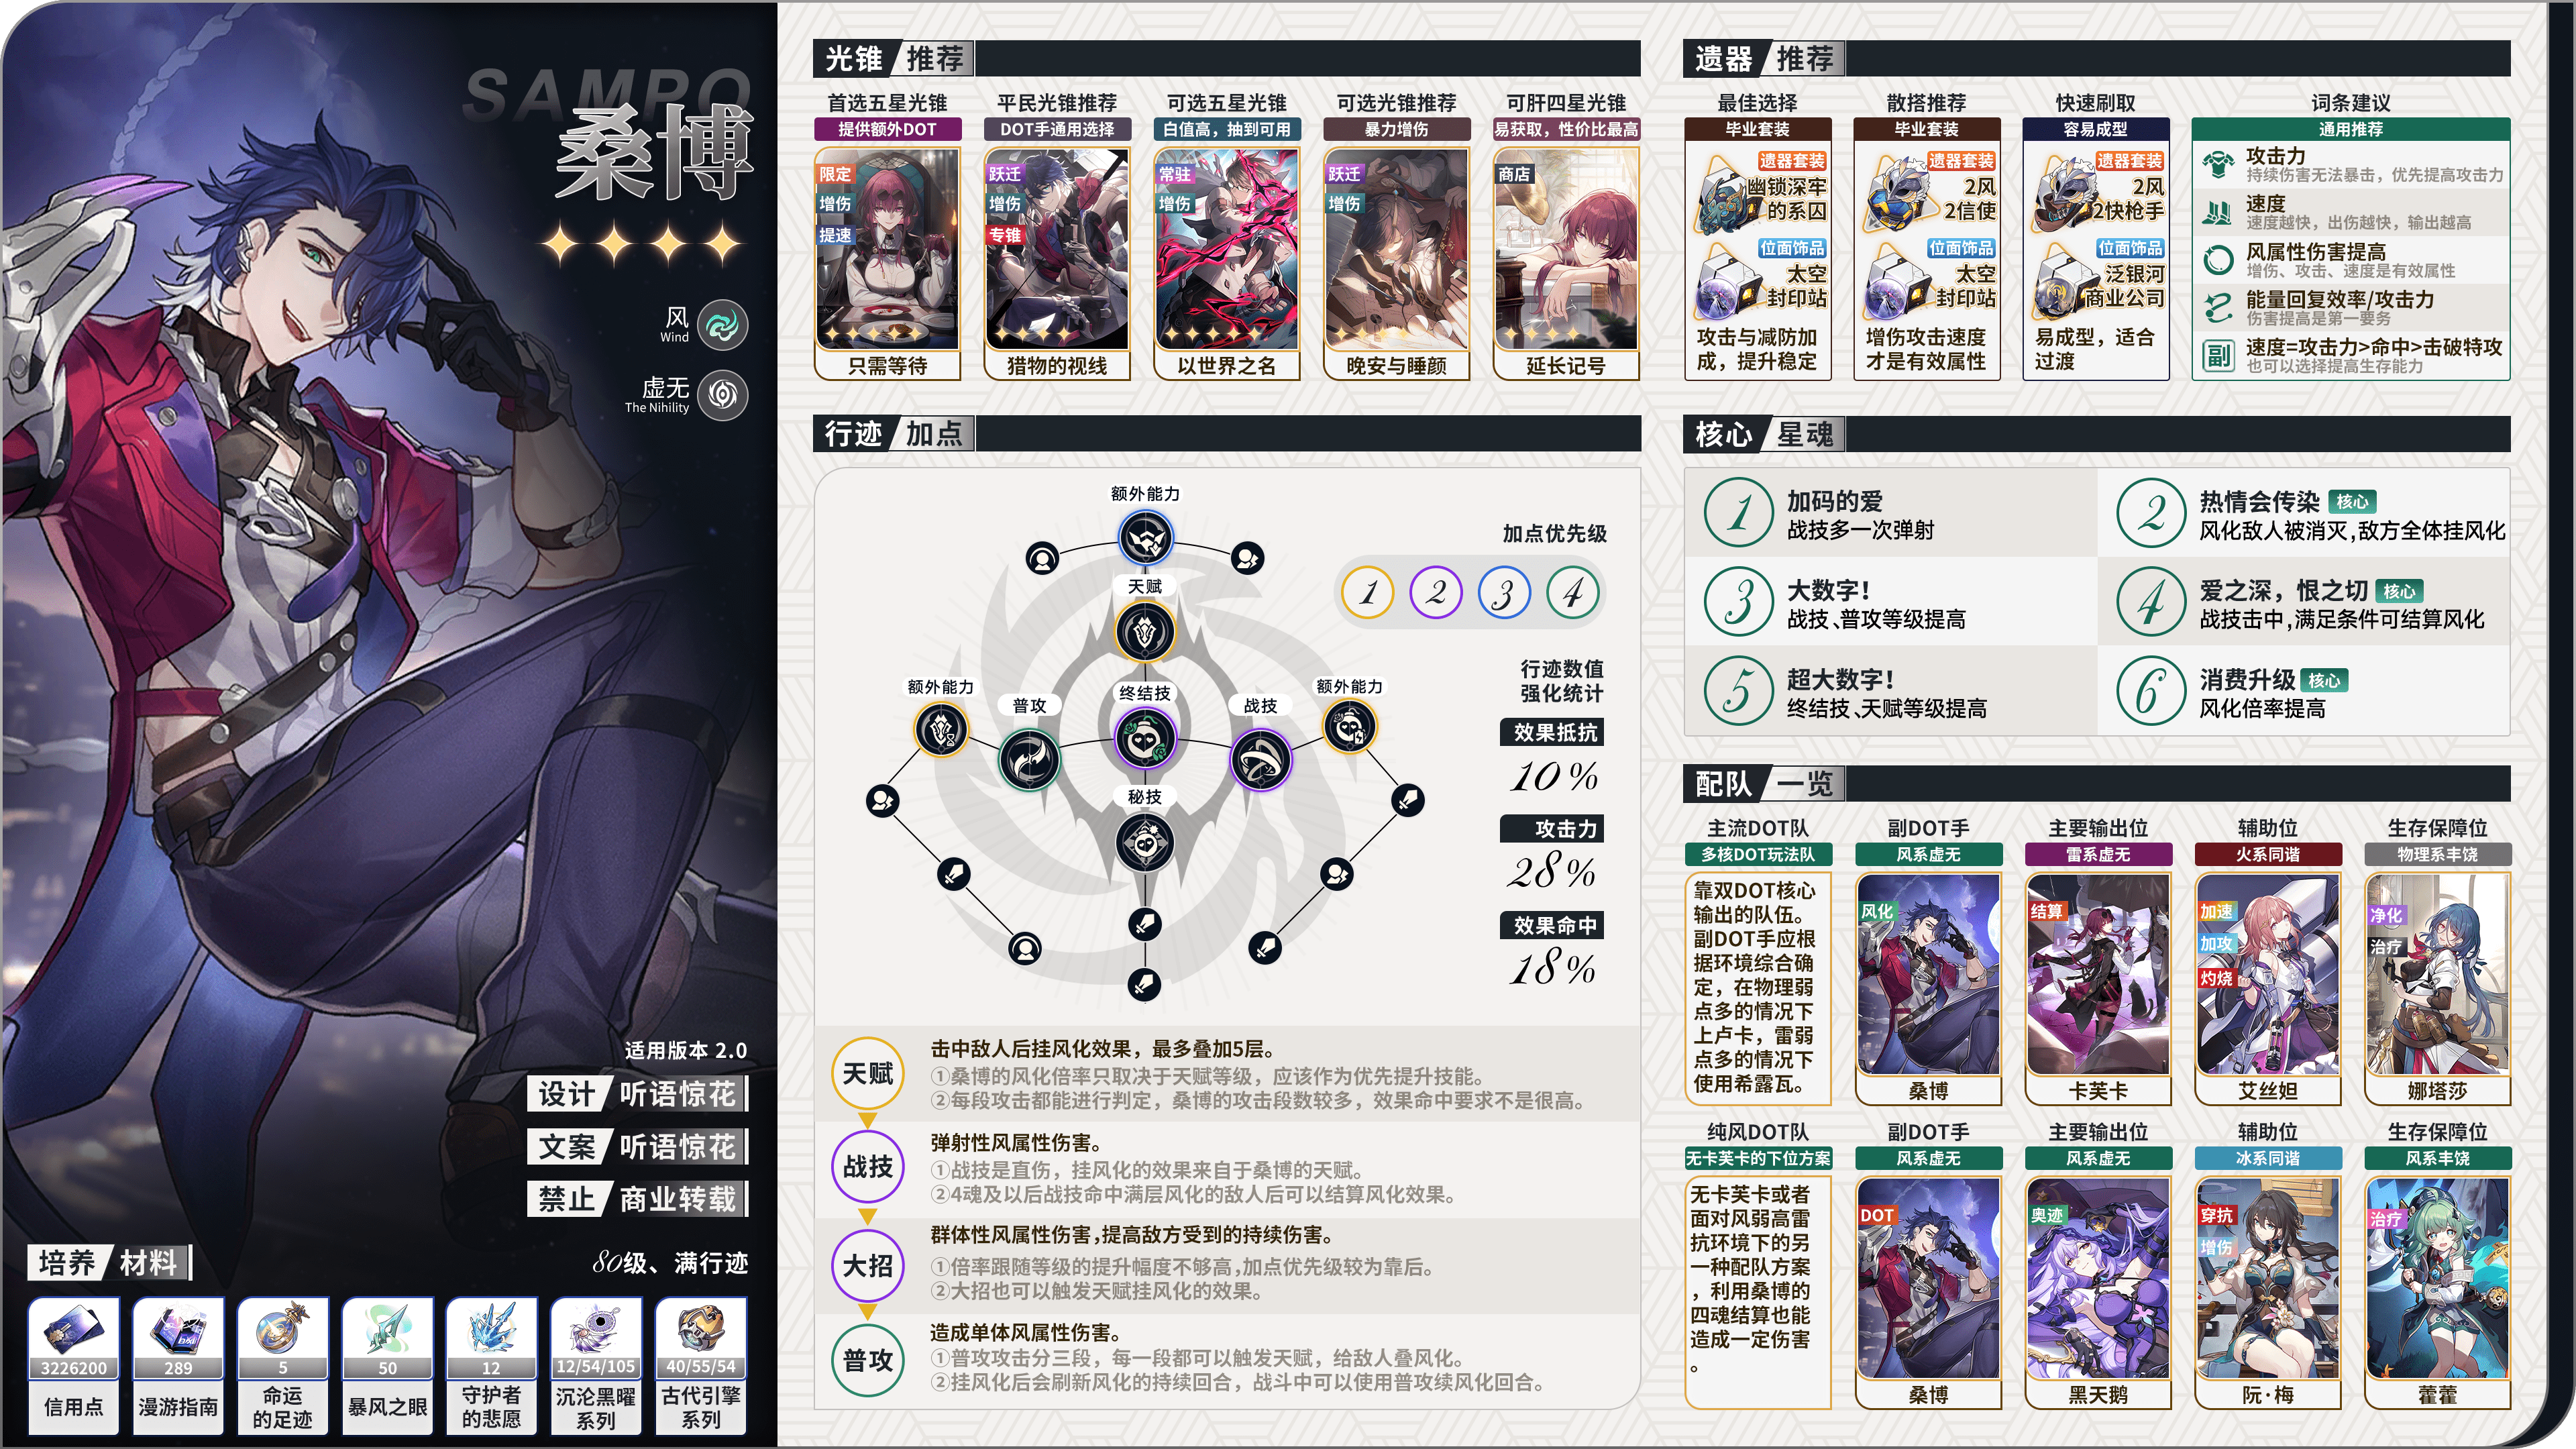 SAMPO
桑博
风
Wind
虚无
The Nihility
适用版本 2.0
设计 听语惊花
文案 听语惊花
禁止 商业转载
培养 材料
80级、满行迹
3226200
289
5
50
12
12/54/105
40/55/54
信用点
漫游指南
命运
的足迹
暴风之眼
守护者
的悲愿
沉沦黑曜
系列
古代引擎
系列
光锥 推荐
首选五星光锥
提供额外DOT
限定
增伤
提速
只需等待
平民光锥推荐
DOT手通用选择
跃迁
增伤
专锥
猎物的视线
可选五星光锥
白值高，抽到可用
常驻
增伤
以世界之名
可选光锥推荐
暴力增伤
跃迁
增伤
晚安与睡颜
可肝四星光锥
易获取，性价比最高
商店
延长记号
行迹 加点
额外能力
天赋
额外能力
普攻
终结技
战技
额外能力
秘技
加点优先级
1 2 3 4
行迹数值
强化统计
效果抵抗
10%
攻击力
28%
效果命中
18%
天赋
击中敌人后挂风化效果，最多叠加5层。
①桑博的风化倍率只取决于天赋等级，应该作为优先提升技能。
②每段攻击都能进行判定，桑博的攻击段数较多，效果命中要求不是很高。
战技
弹射性风属性伤害。
①战技是直伤，挂风化的效果来自于桑博的天赋。
②4魂及以后战技命中满层风化的敌人后可以结算风化效果。
大招
群体性风属性伤害,提高敌方受到的持续伤害。
①倍率跟随等级的提升幅度不够高,加点优先级较为靠后。
②大招也可以触发天赋挂风化的效果。
普攻
造成单体风属性伤害。
①普攻攻击分三段，每一段都可以触发天赋，给敌人叠风化。
②挂风化后会刷新风化的持续回合，战斗中可以使用普攻续风化回合。
遗器 推荐
最佳选择
毕业套装
遗器套装
幽锁深牢
的系囚
位面饰品
太空
封印站
攻击与减防加
成，提升稳定
散搭推荐
毕业套装
遗器套装
2风
2信使
位面饰品
太空
封印站
增伤攻击速度
才是有效属性
快速刷取
容易成型
遗器套装
2风
2快枪手
位面饰品
泛银河
商业公司
易成型，适合
过渡
词条建议
通用推荐
攻击力
持续伤害无法暴击，优先提高攻击力
速度
速度越快，出伤越快，输出越高
风属性伤害提高
增伤、攻击、速度是有效属性
能量回复效率/攻击力
伤害提高是第一要务
副
速度=攻击力>命中>击破特攻
也可以选择提高生存能力
核心 星魂
1
加码的爱
战技多一次弹射
2
热情会传染 核心
风化敌人被消灭,敌方全体挂风化
3
大数字！
战技、普攻等级提高
4
爱之深，恨之切 核心
战技击中,满足条件可结算风化
5
超大数字！
终结技、天赋等级提高
6
消费升级 核心
风化倍率提高
配队 一览
主流DOT队
多核DOT玩法队
靠双DOT核心
输出的队伍。
副DOT手应根
据环境综合确
定，在物理弱
点多的情况下
上卢卡，雷弱
点多的情况下
使用希露瓦。
副DOT手
风系虚无
风化
桑博
主要输出位
雷系虚无
结算
卡芙卡
辅助位
火系同谐
加速
加攻
灼烧
艾丝妲
生存保障位
物理系丰饶
净化
治疗
娜塔莎
纯风DOT队
无卡芙卡的下位方案
无卡芙卡或者
面对风弱高雷
抗环境下的另
一种配队方案
，利用桑博的
四魂结算也能
造成一定伤害
。
副DOT手
风系虚无
DOT
桑博
主要输出位
风系虚无
奥迹
黑天鹅
辅助位
冰系同谐
穿抗
增伤
阮·梅
生存保障位
风系丰饶
治疗
藿藿